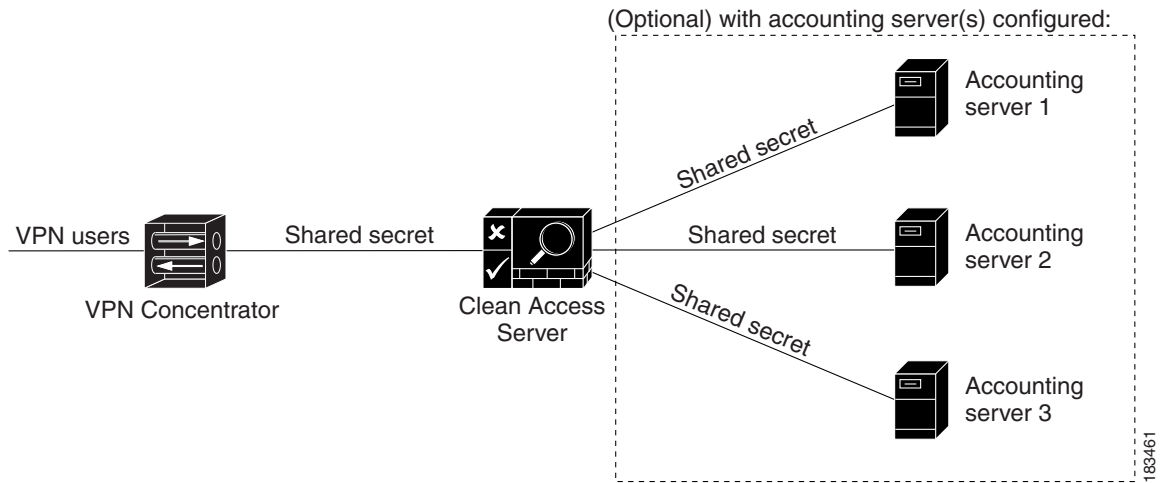 (Optional) with accounting server(s) configured:
Accounting
server 1
Shared secret
VPN users
Shared secret
Shared secret
Accounting
server 2
VPN Concentrator
Clean Access
Server
Shared secret
Accounting
server 3
183461